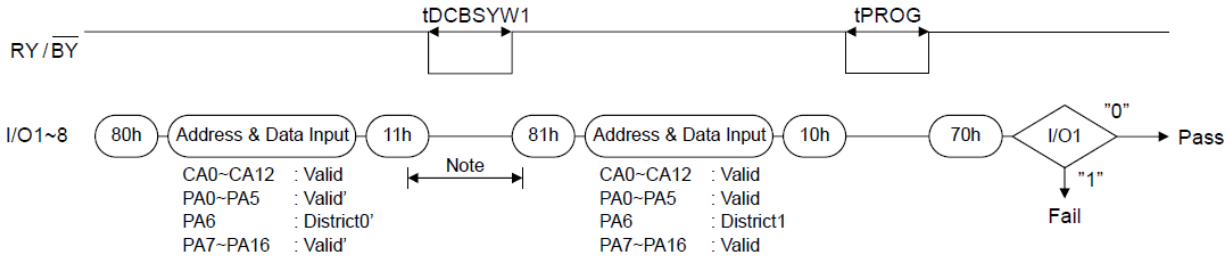 tDCBSYW1 tPROG
RY / BY
I/O1~8 80h Address & Data Input 11h 81h Address & Data Input 10h 70h I/O1 "0" Pass
Note
"1"
Fail
CA0~CA12 : Valid
PA0~PA5 : Valid'
PA6 : District0'
PA7~PA16 : Valid'
CA0~CA12 : Valid
PA0~PA5 : Valid
PA6 : District1
PA7~PA16 : Valid